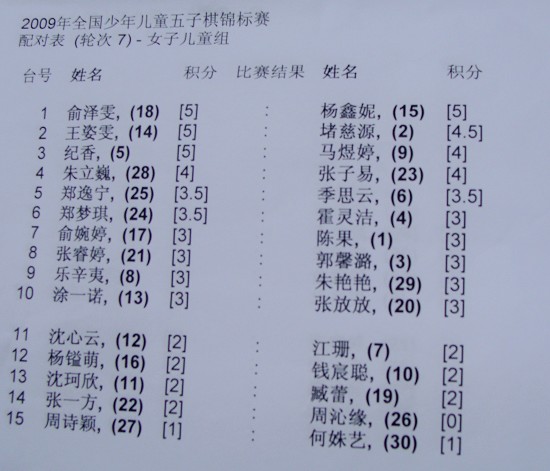 2009年全国少年儿童五子棋锦标赛
配对表 (轮次 7) - 女子儿童组
台号 姓名 积分 比赛结果 姓名 积分
1 俞泽雯, (18) [5] : 杨鑫妮, (15) [5]
2 王姿雯, (14) [5] : 堵慈源, (2) [4.5]
3 纪香, (5) [5] : 马煜婷, (9) [4]
4 朱立巍, (28) [4] : 张子易, (23) [4]
5 郑逸宁, (25) [3.5] : 季思云, (6) [3.5]
6 郑梦琪, (24) [3.5] : 霍灵洁, (4) [3]
7 俞婉婷, (17) [3] : 陈果, (1) [3]
8 张睿婷, (21) [3] : 郭馨潞, (3) [3]
9 乐辛夷, (8) [3] : 朱艳艳, (29) [3]
10 涂一诺, (13) [3] : 张放放, (20) [3]
11 沈心云, (12) [2] : 江珊, (7) [2]
12 杨镒萌, (16) [2] : 钱宸聪, (10) [2]
13 沈珂欣, (11) [2] : 臧蕾, (19) [2]
14 张一方, (22) [2] : 周沁缘, (26) [0]
15 周诗颖, (27) [1] : 何姝艺, (30) [1]